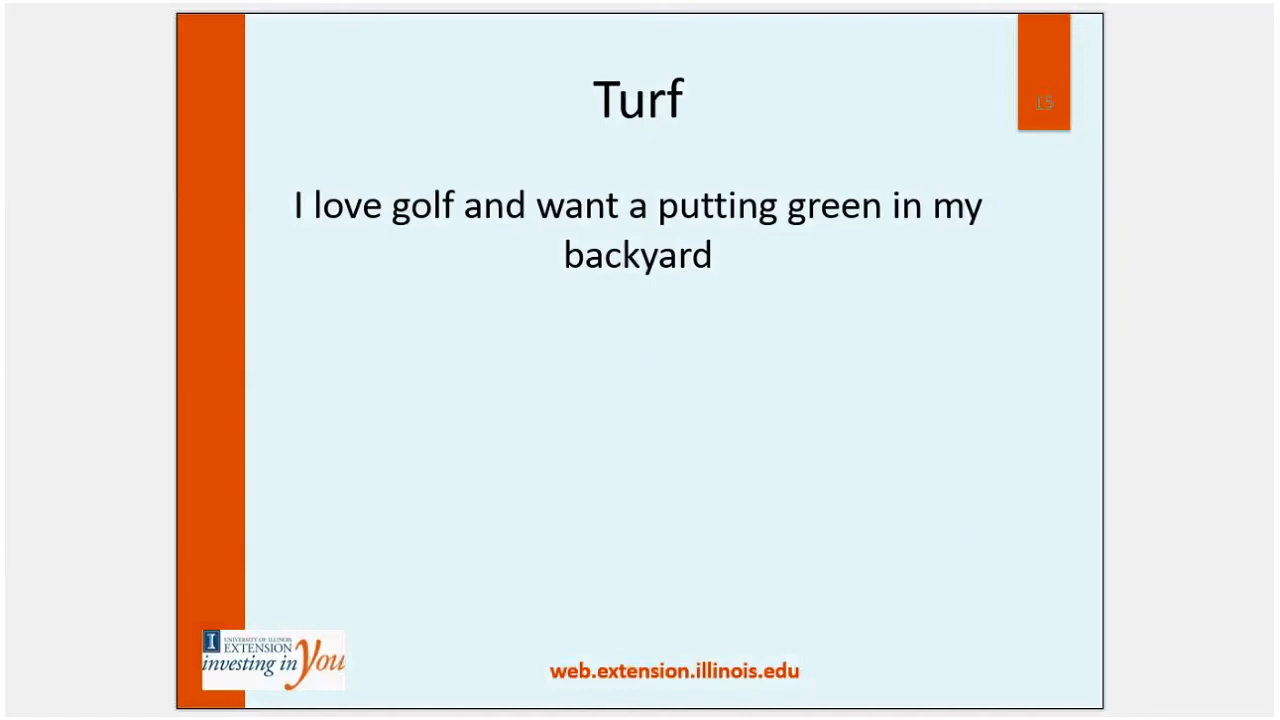 Turf
15
I love golf and want a putting green in my
backyard
I
UNIVERSITY OF ILLINOIS
EXTENSION
investing in you
web.extension.illinois.edu